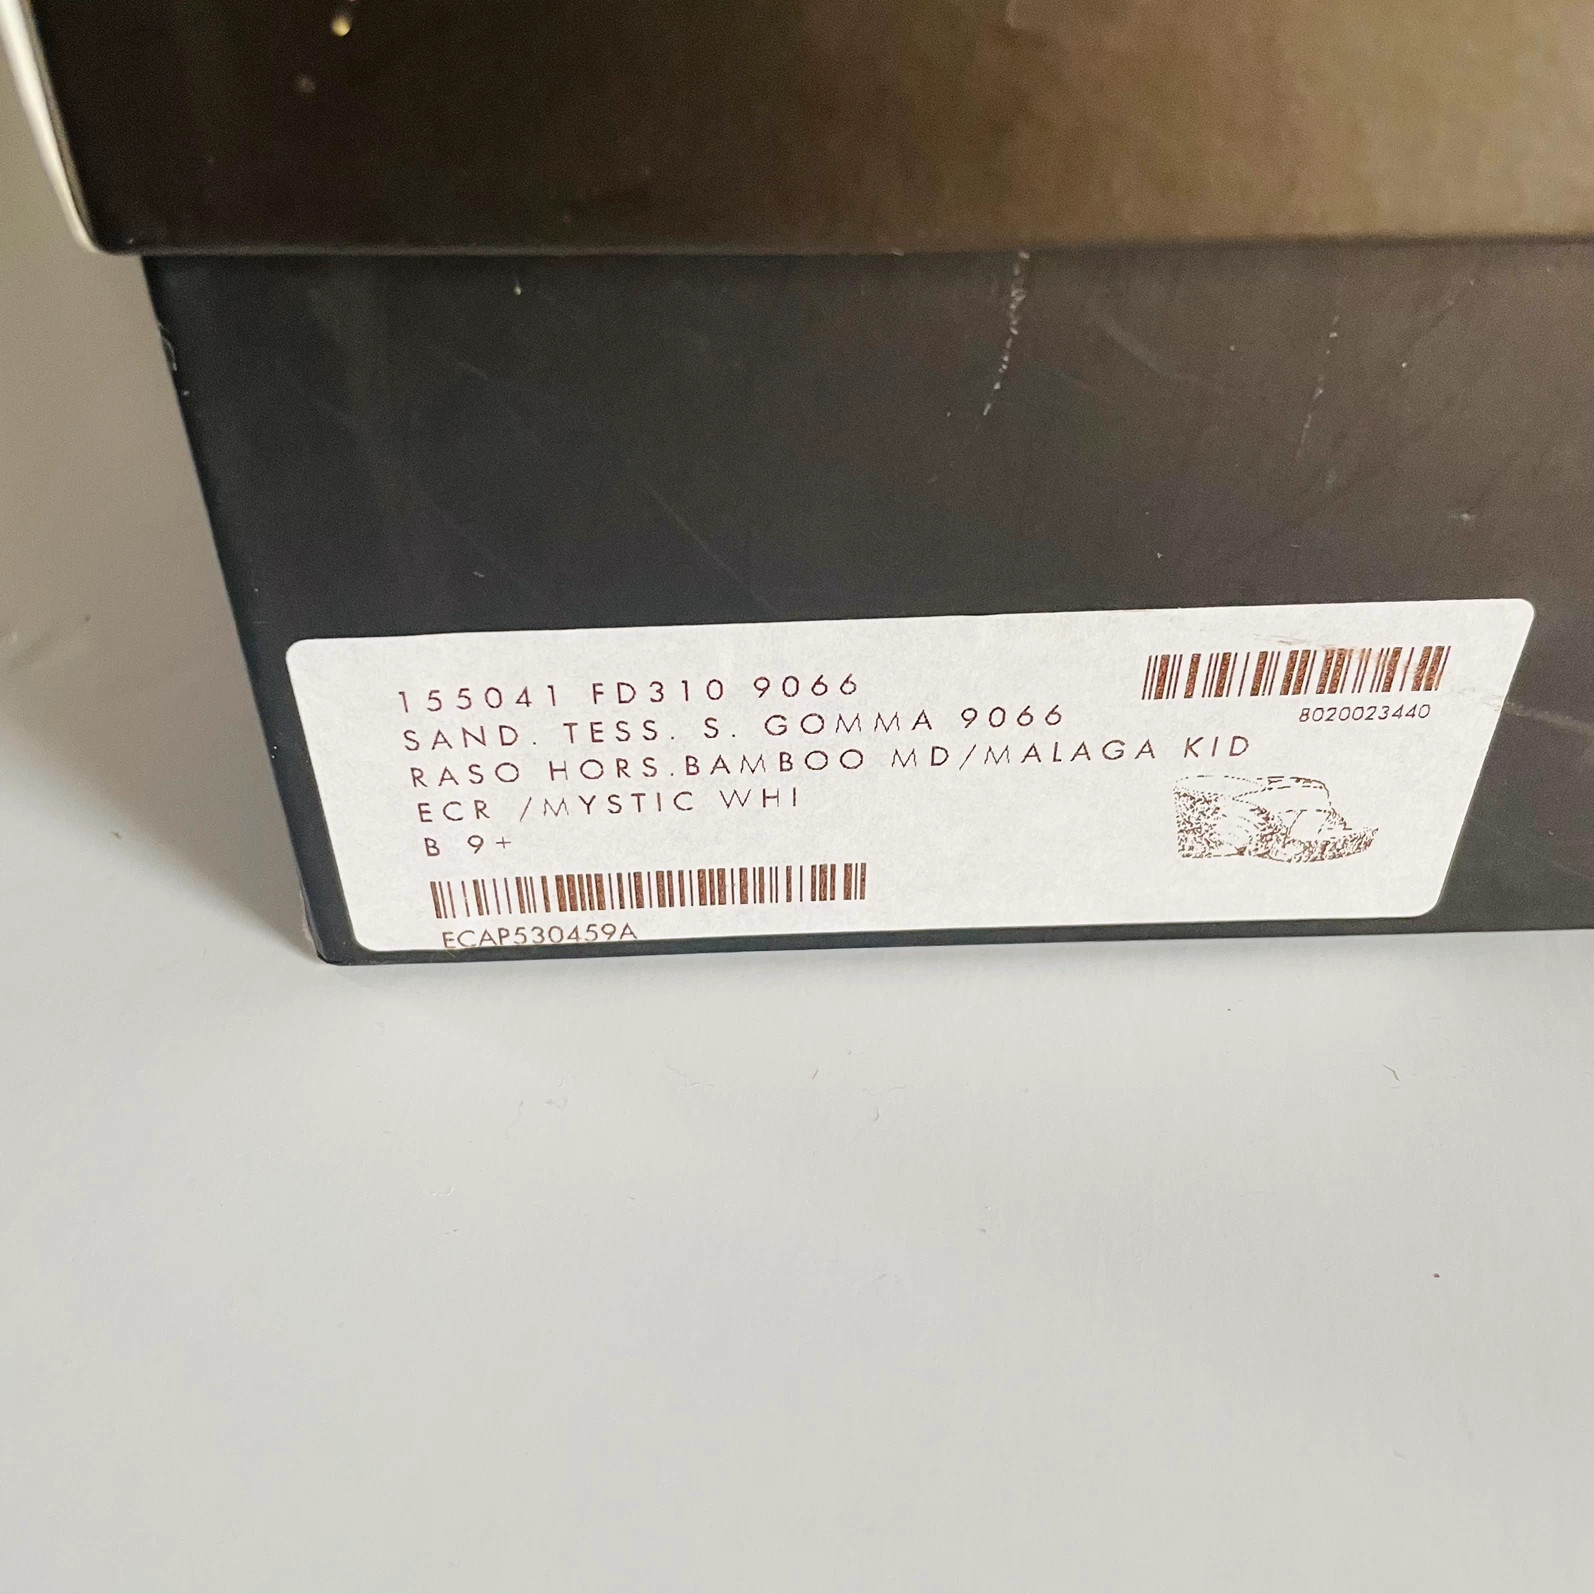 155041 FD310 9066
8020023440
SAND. TESS. S. GOMMA 9066
RASO HORS.BAMBOO MD/MALAGA KID
ECR /MYSTIC WHI
B 9+
ECAP530459A